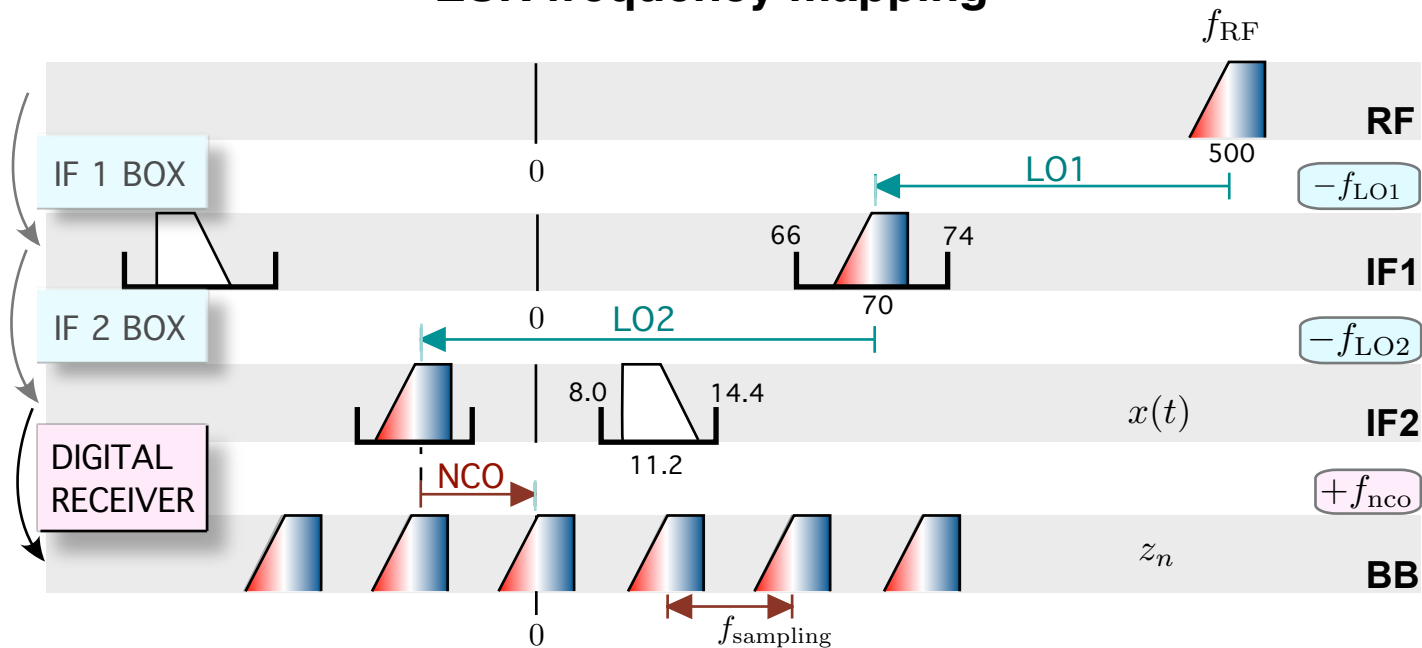 f_RF
RF
500
0
IF 1 BOX
LO1
−f_LO1
66
74
IF1
70
0
IF 2 BOX
LO2
−f_LO2
8.0
14.4
x(t)
IF2
11.2
DIGITAL
RECEIVER
NCO
+f_nco
z_n
BB
f_sampling
0